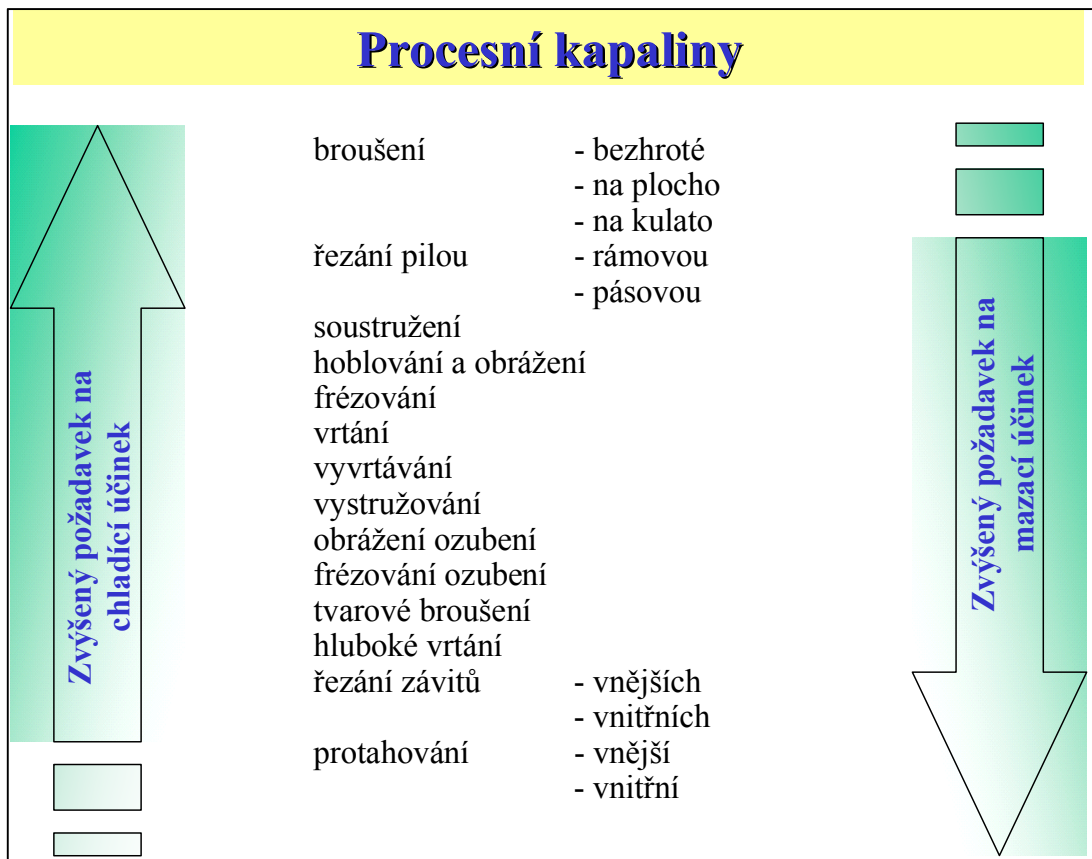 Procesní kapaliny
broušení - bezhroté
- na plocho
- na kulato
řezání pilou - rámovou
- pásovou
soustružení
hoblování a obrážení
frézování
vrtání
vyvrtávání
vystružování
obrážení ozubení
frézování ozubení
tvarové broušení
hluboké vrtání
řezání závitů - vnějších
- vnitřních
protahování - vnější
- vnitřní
Zvýšený požadavek na
chladící účinek
Zvýšený požadavek na
mazací účinek